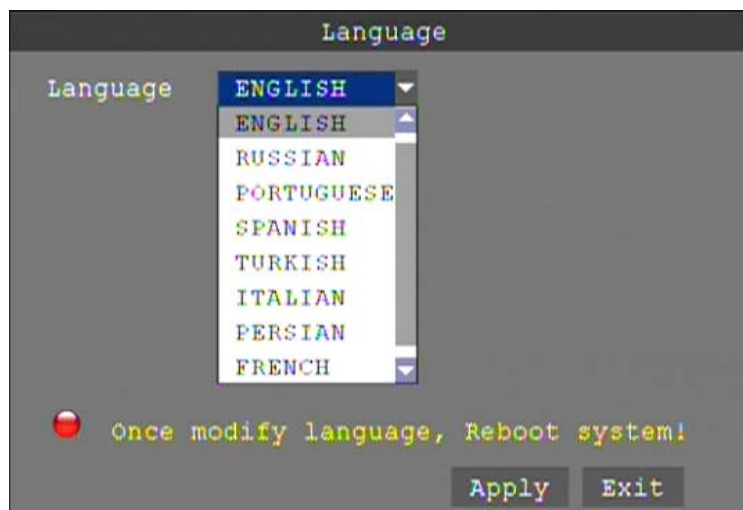 Language
Language ENGLISH
ENGLISH
RUSSIAN
PORTUGUESE
SPANISH
TURKISH
ITALIAN
PERSIAN
FRENCH
Once modify language, Reboot system!
Apply Exit